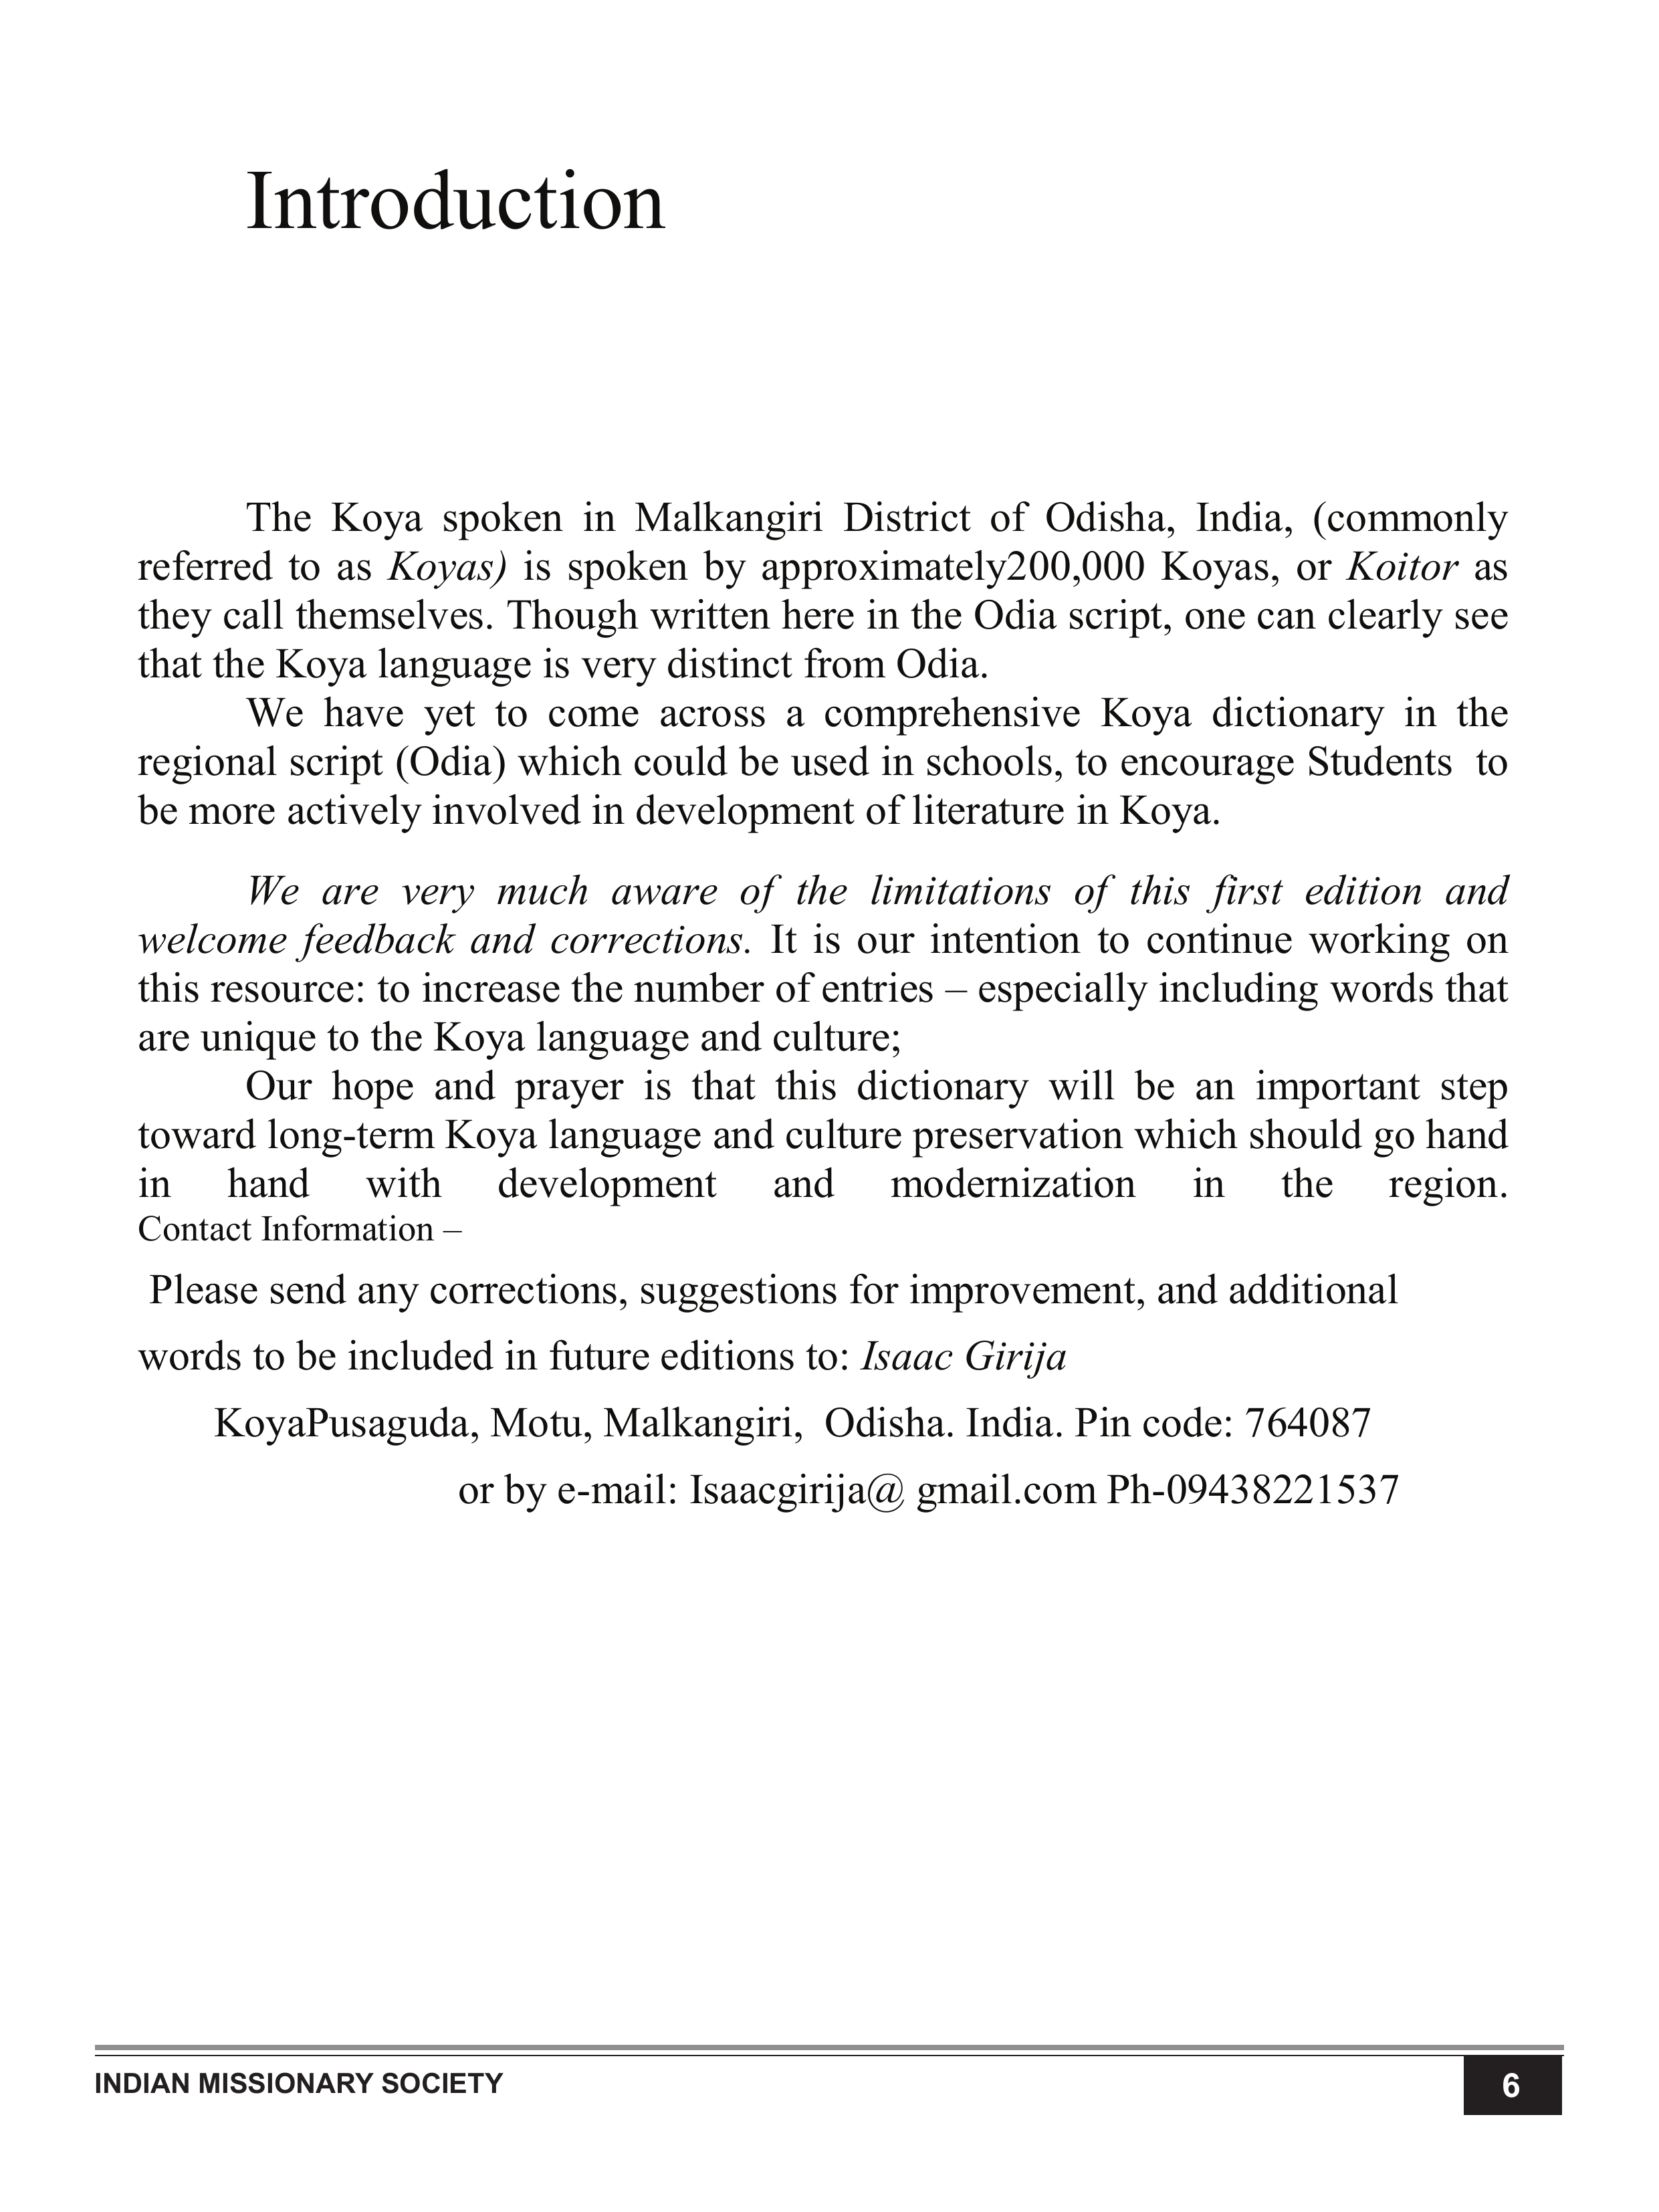 Introduction
The Koya spoken in Malkangiri District of Odisha, India, (commonly
referred to as Koyas) is spoken by approximately200,000 Koyas, or Koitor as
they call themselves. Though written here in the Odia script, one can clearly see
that the Koya language is very distinct from Odia.
We have yet to come across a comprehensive Koya dictionary in the
regional script (Odia) which could be used in schools, to encourage Students  to
be more actively involved in development of literature in Koya.
We are very much aware of the limitations of this first edition and
welcome feedback and corrections. It is our intention to continue working on
this resource: to increase the number of entries – especially including words that
are unique to the Koya language and culture;
Our hope and prayer is that this dictionary will be an important step
toward long-term Koya language and culture preservation which should go hand
in hand with development and modernization in the region.
Contact Information –
Please send any corrections, suggestions for improvement, and additional
words to be included in future editions to: Isaac Girija
KoyaPusaguda, Motu, Malkangiri,  Odisha. India. Pin code: 764087
or by e-mail: Isaacgirija@ gmail.com Ph-09438221537
INDIAN MISSIONARY SOCIETY
6